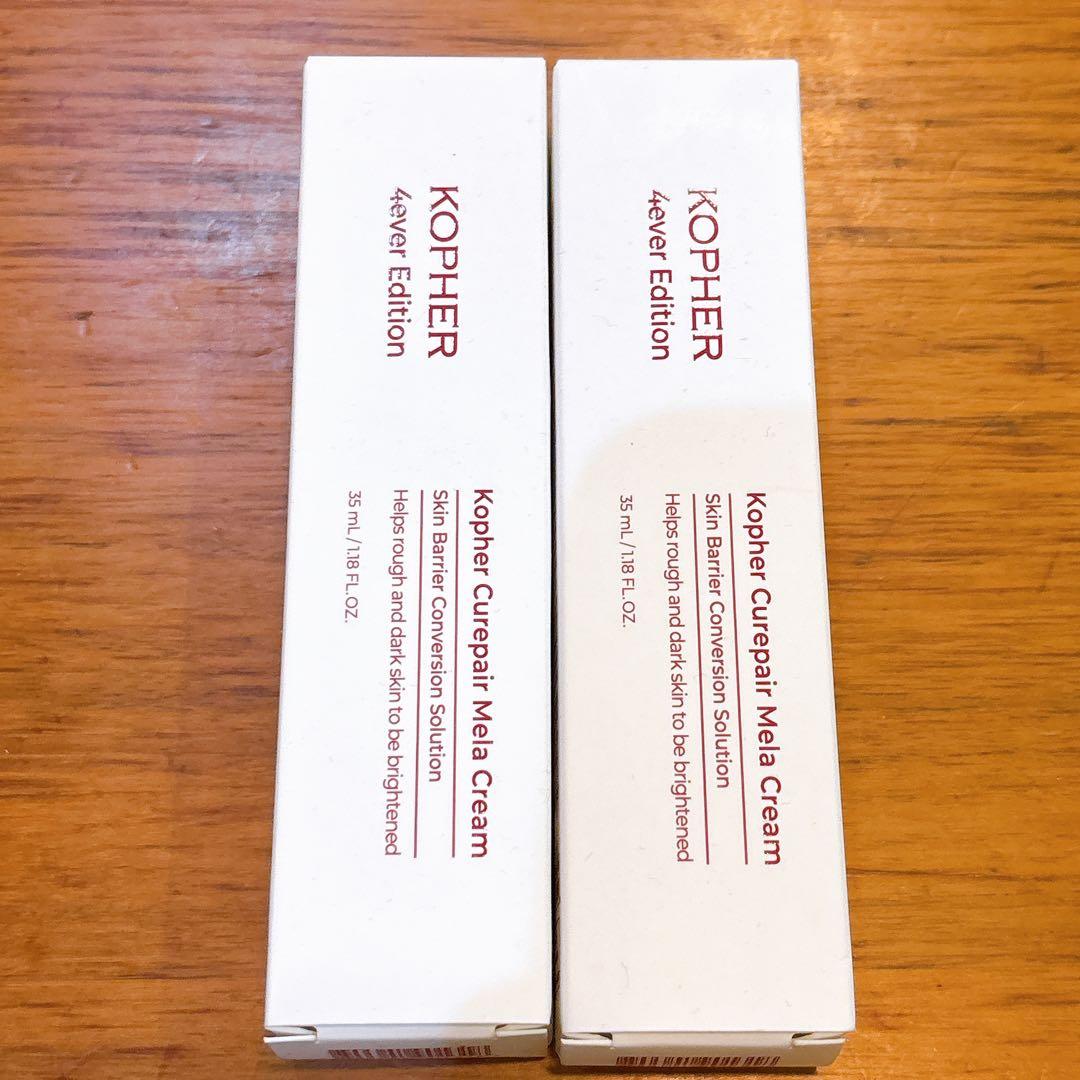 KOPHER
4ever Edition
Kopher Curepair Mela Cream
Skin Barrier Conversion Solution
Helps rough and dark skin to be brightened
35 mL / 1.18 FL.OZ.
KOPHER
4ever Edition
Kopher Curepair Mela Cream
Skin Barrier Conversion Solution
Helps rough and dark skin to be brightened
35 mL / 1.18 FL.OZ.